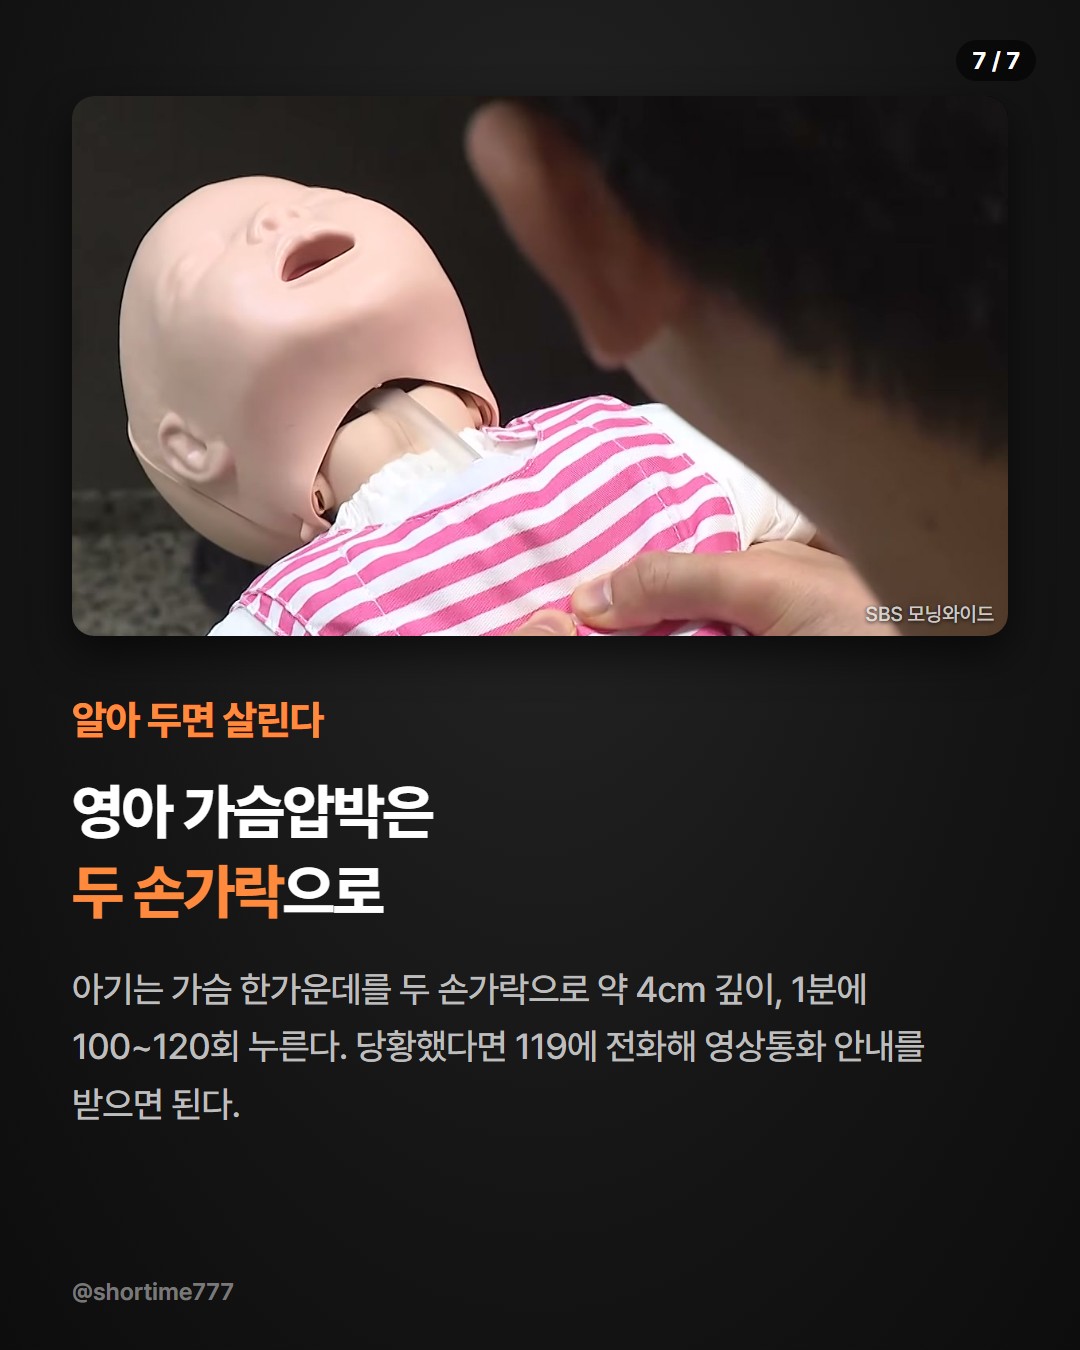 7 / 7
SBS 모닝와이드
알아 두면 살린다
영아 가슴압박은
두 손가락으로
아기는 가슴 한가운데를 두 손가락으로 약 4cm 깊이, 1분에
100~120회 누른다. 당황했다면 119에 전화해 영상통화 안내를
받으면 된다.
@shortime777